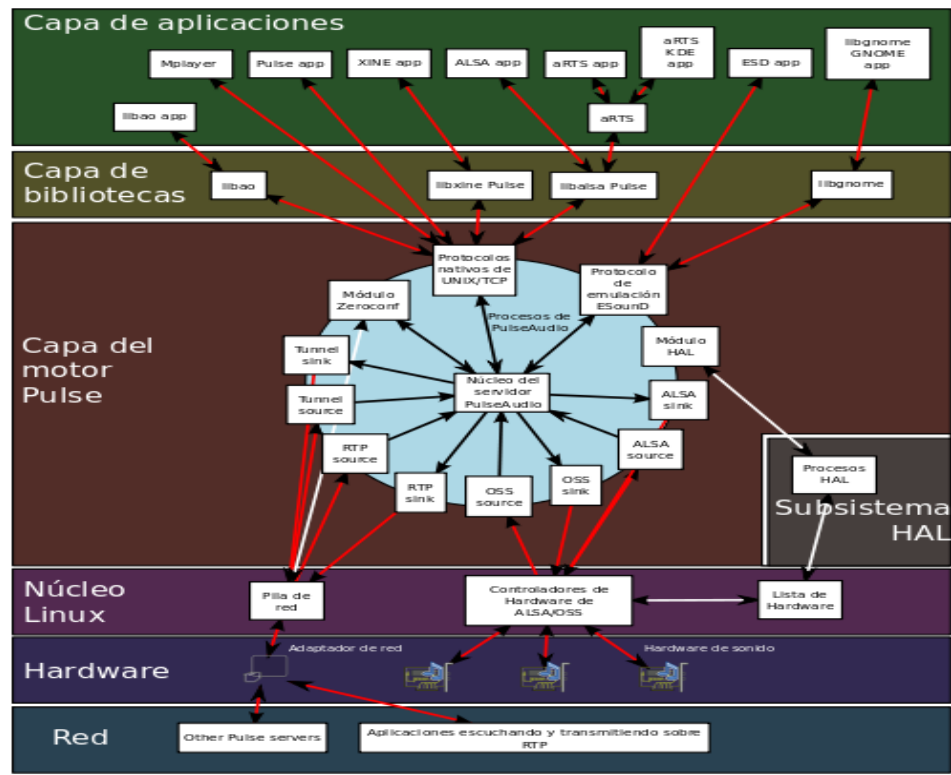 Capa de aplicaciones
Mplayer
Pulse app
XINE app
ALSA app
aRTS app
aRTS
KDE
app
ESD app
libgnome
GNOME
app
libao app
aRTS
Capa de
bibliotecas
libao
libxine Pulse
libalsa Pulse
libgnome
Capa del
motor
Pulse
Protocolos
nativos de
UNIX/TCP
Protocolo
de
emulación
ESounD
Módulo
Zeroconf
Procesos de
PulseAudio
Módulo
HAL
Tunnel
sink
Núcleo del
servidor
PulseAudio
Tunnel
source
ALSA
sink
RTP
source
ALSA
source
RTP
sink
OSS
source
OSS
sink
Procesos
HAL
Subsistema
HAL
Núcleo
Linux
Pila de
red
Controladores de
Hardware de
ALSA/OSS
Lista de
Hardware
Hardware
Adaptador de red
Hardware de sonido
Red
Other Pulse servers
Aplicaciones escuchando y transmitiendo sobre
RTP